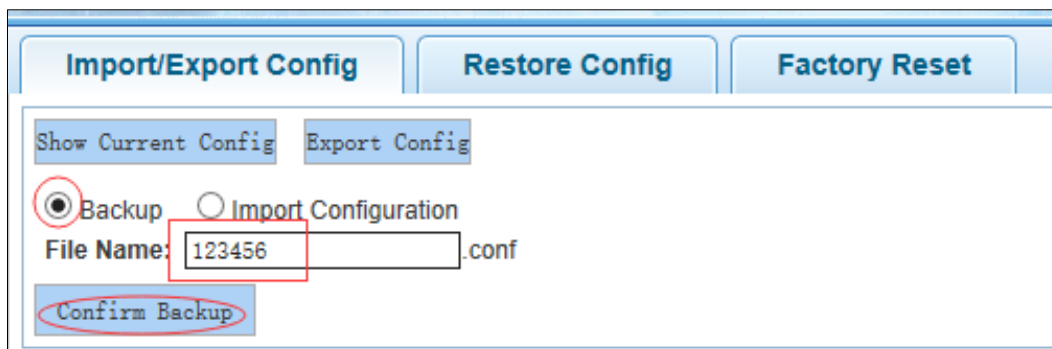 Import/Export Config Restore Config Factory Reset
Show Current Config Export Config
Backup Import Configuration
File Name: 123456 .conf
Confirm Backup